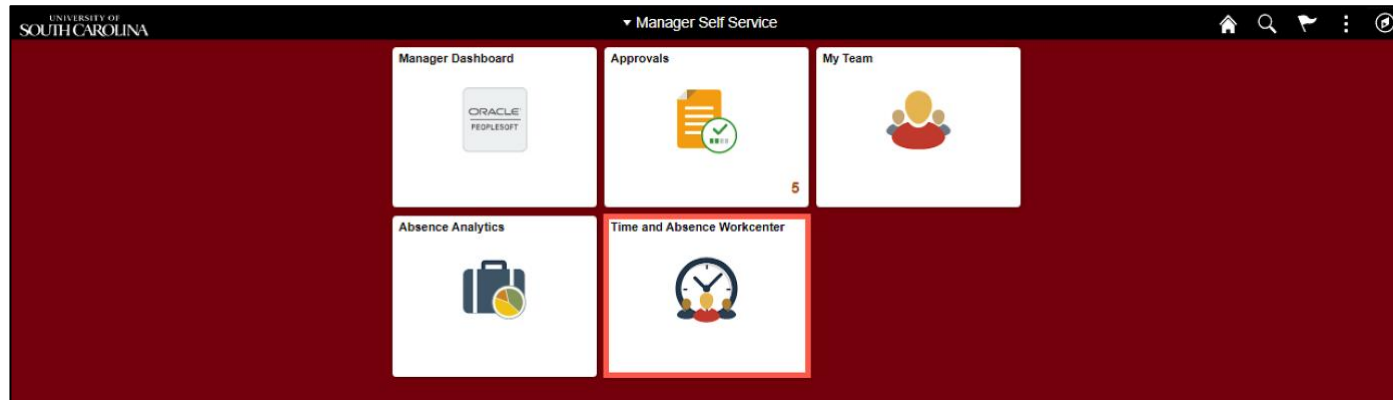 UNIVERSITY OF
SOUTH CAROLINA
Manager Self Service
Manager Dashboard
ORACLE
PEOPLESOFT
Approvals
5
My Team
Absence Analytics
Time and Absence Workcenter